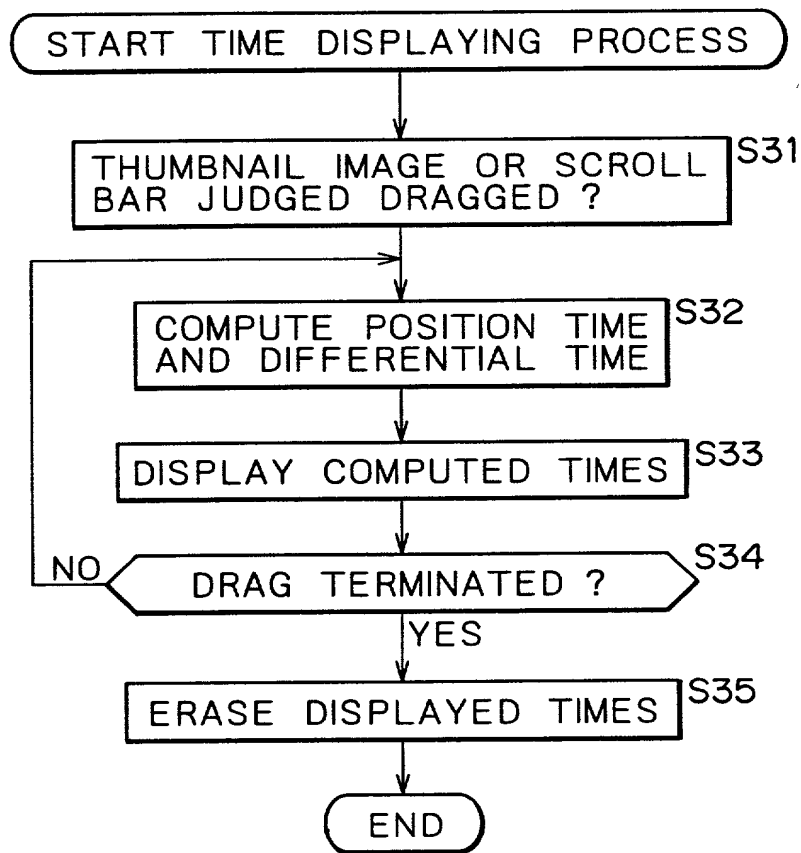 START TIME DISPLAYING PROCESS
S31
THUMBNAIL IMAGE OR SCROLL
BAR JUDGED DRAGGED ?
S32
COMPUTE POSITION TIME
AND DIFFERENTIAL TIME
S33
DISPLAY COMPUTED TIMES
S34
NO
DRAG TERMINATED ?
YES
S35
ERASE DISPLAYED TIMES
END